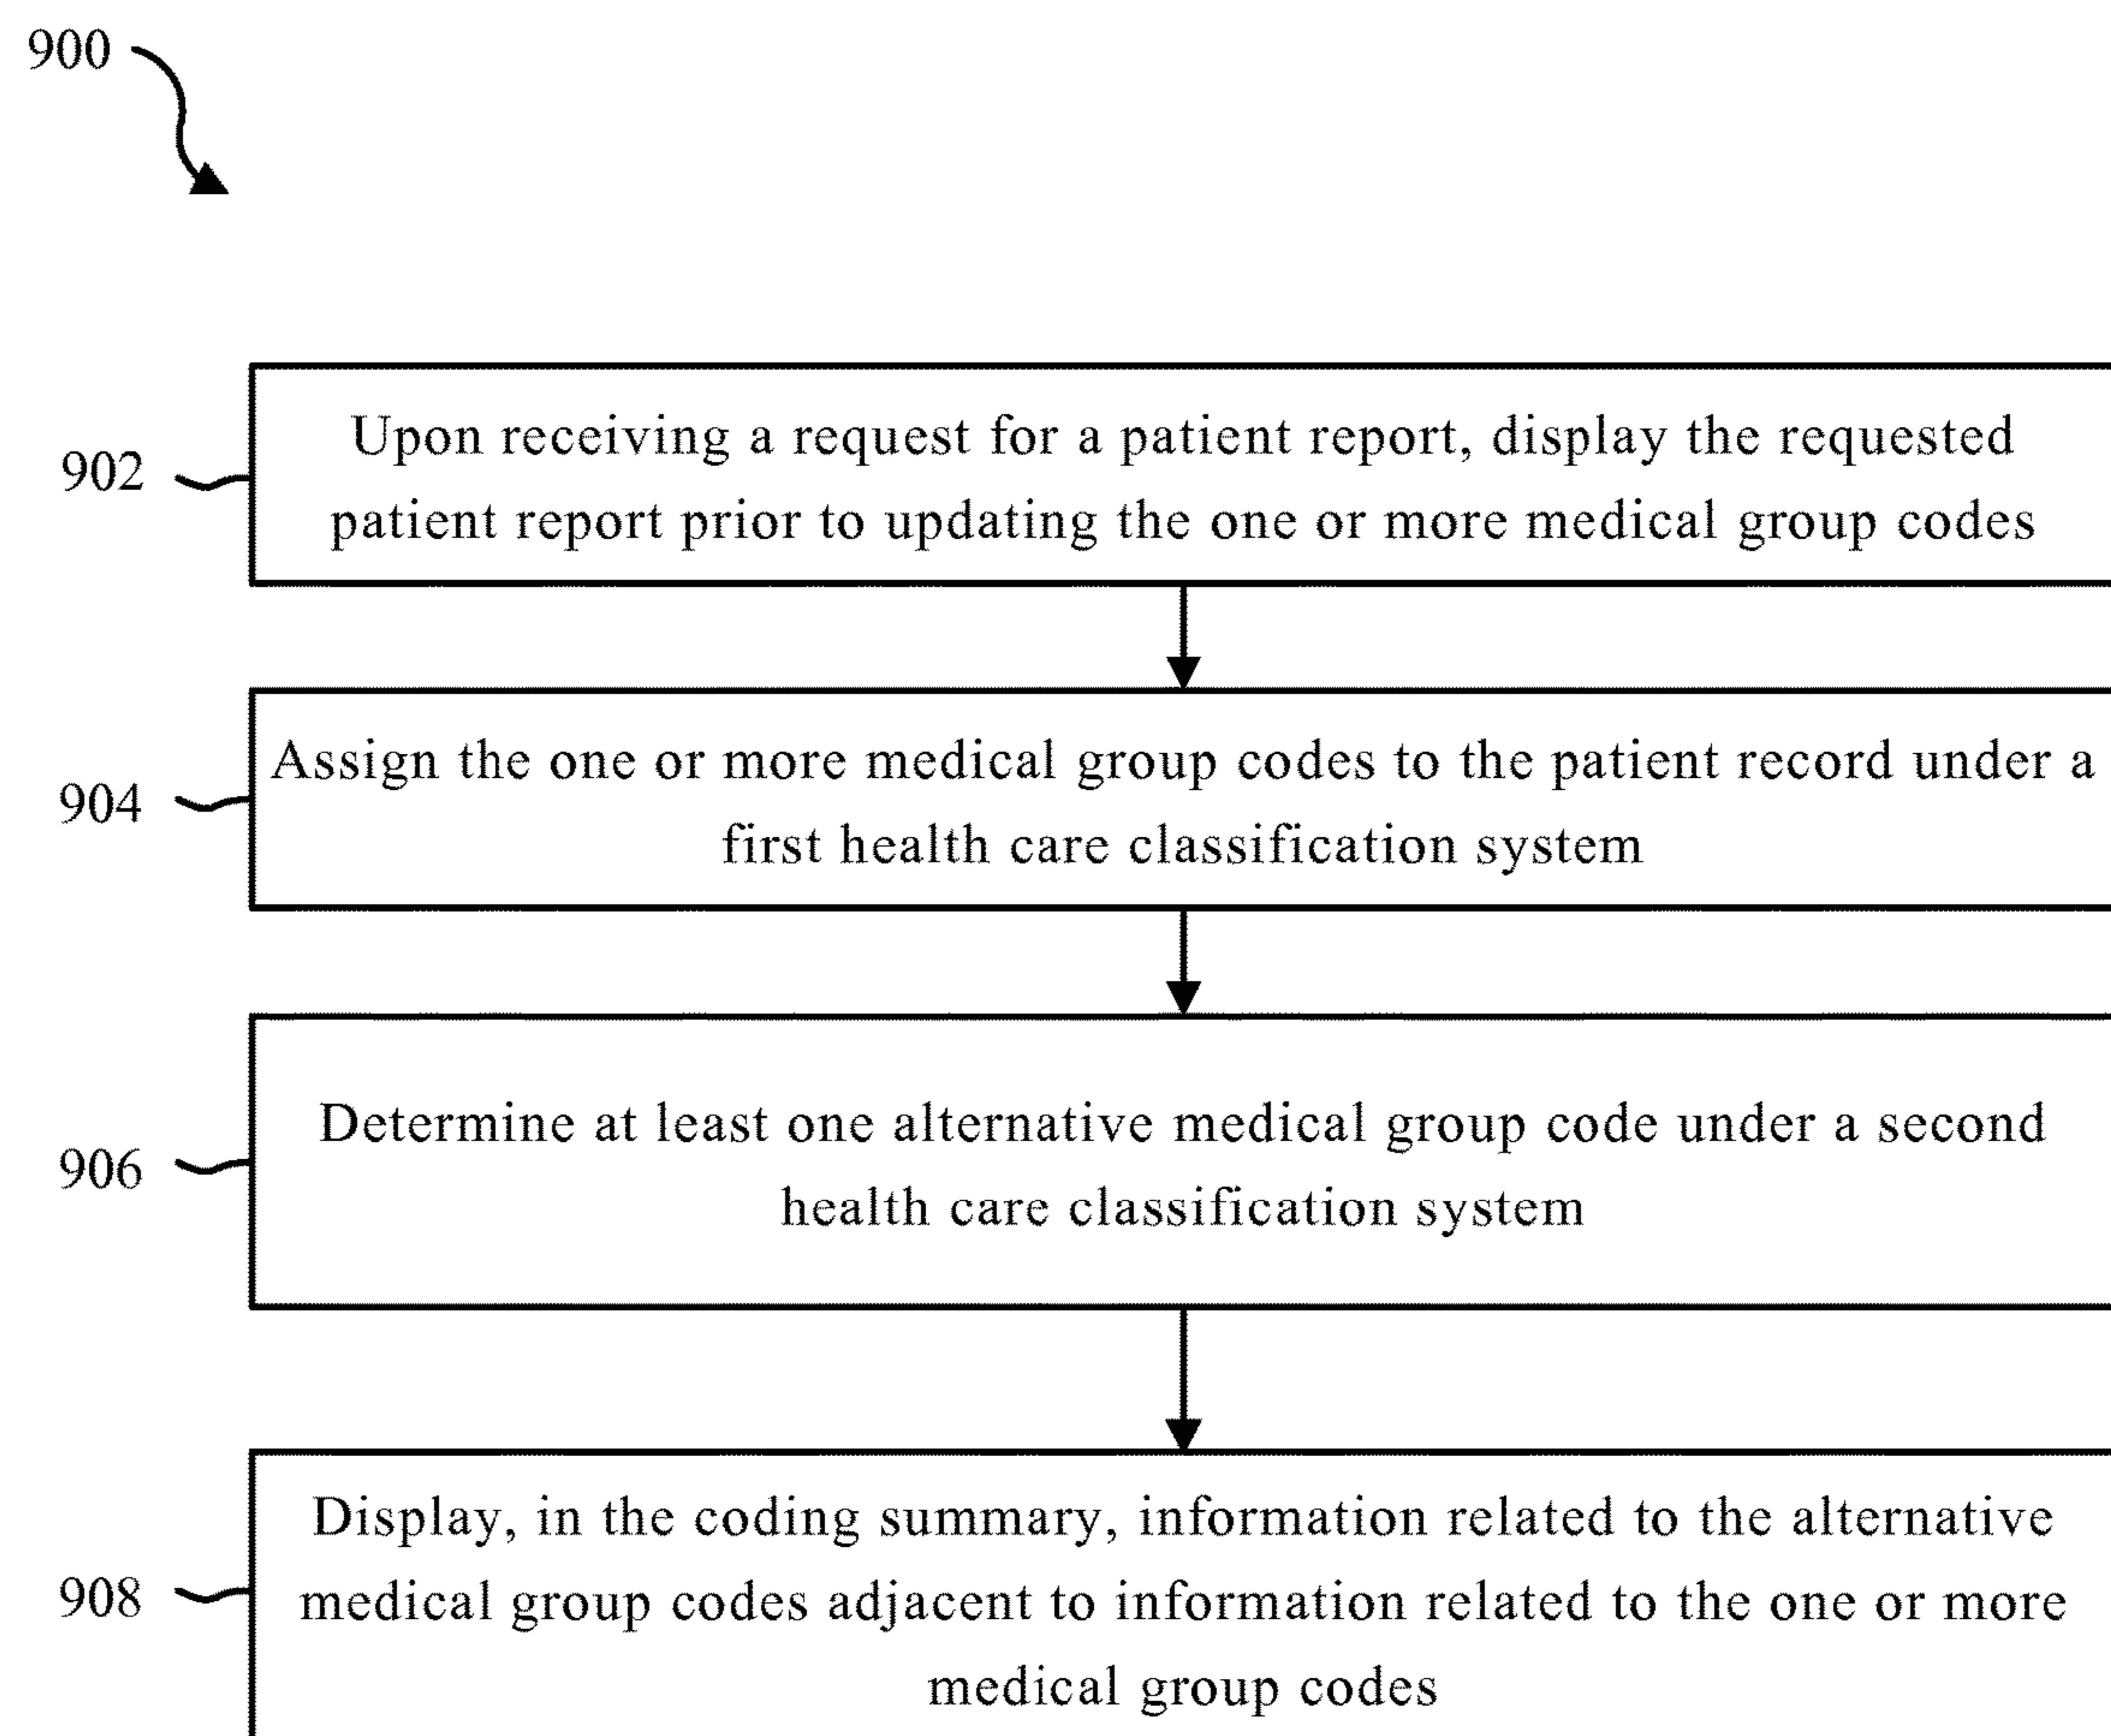 900
902
Upon receiving a request for a patient report, display the requested
patient report prior to updating the one or more medical group codes
904
Assign the one or more medical group codes to the patient record under a
first health care classification system
906
Determine at least one alternative medical group code under a second
health care classification system
908
Display, in the coding summary, information related to the alternative
medical group codes adjacent to information related to the one or more
medical group codes